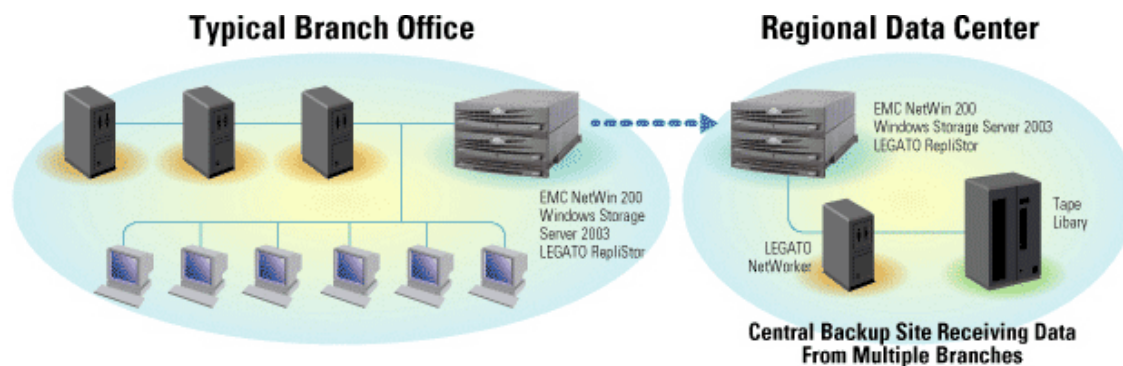 Typical Branch Office
Regional Data Center
EMC NetWin 200
Windows Storage
Server 2003
LEGATO RepliStor
EMC NetWin 200
Windows Storage Server 2003
LEGATO RepliStor
LEGATO
NetWorker
Tape
Libary
Central Backup Site Receiving Data
From Multiple Branches